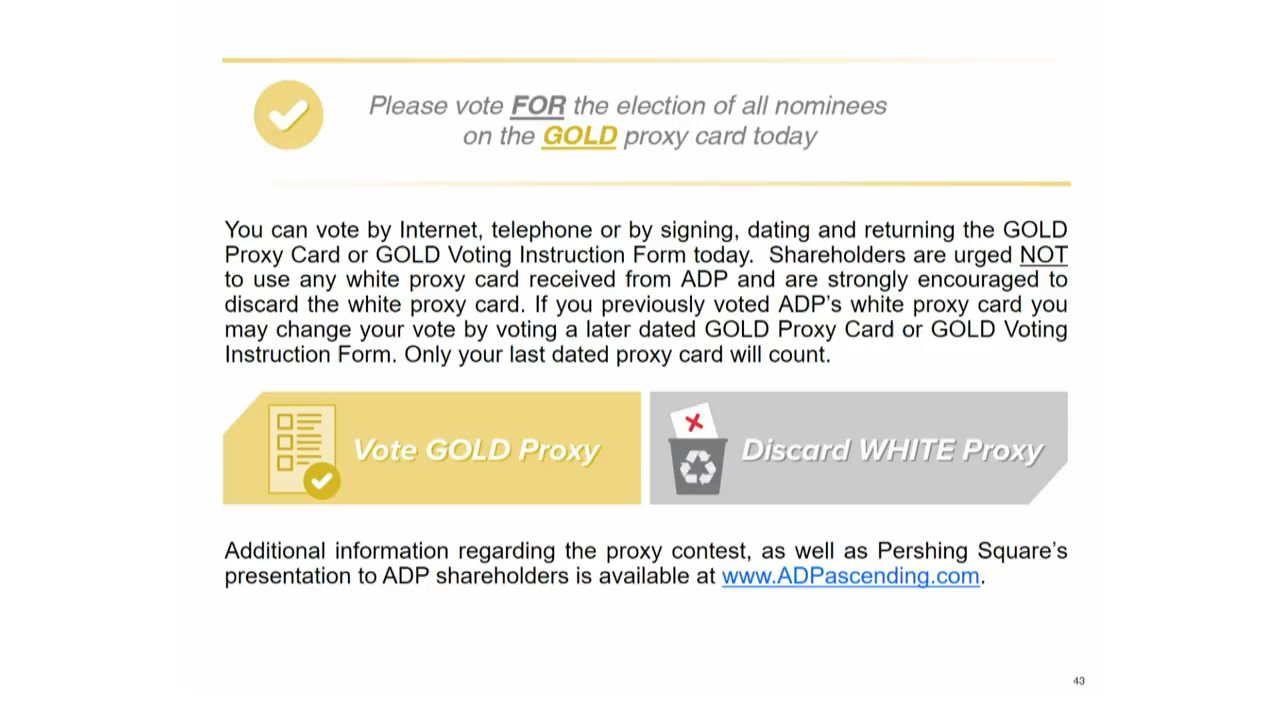 Please vote FOR the election of all nominees
on the GOLD proxy card today
You can vote by Internet, telephone or by signing, dating and returning the GOLD
Proxy Card or GOLD Voting Instruction Form today.  Shareholders are urged NOT
to use any white proxy card received from ADP and are strongly encouraged to
discard the white proxy card. If you previously voted ADP’s white proxy card you
may change your vote by voting a later dated GOLD Proxy Card or GOLD Voting
Instruction Form. Only your last dated proxy card will count.
Vote GOLD Proxy
Discard WHITE Proxy
Additional information regarding the proxy contest, as well as Pershing Square’s
presentation to ADP shareholders is available at www.ADPascending.com.
43